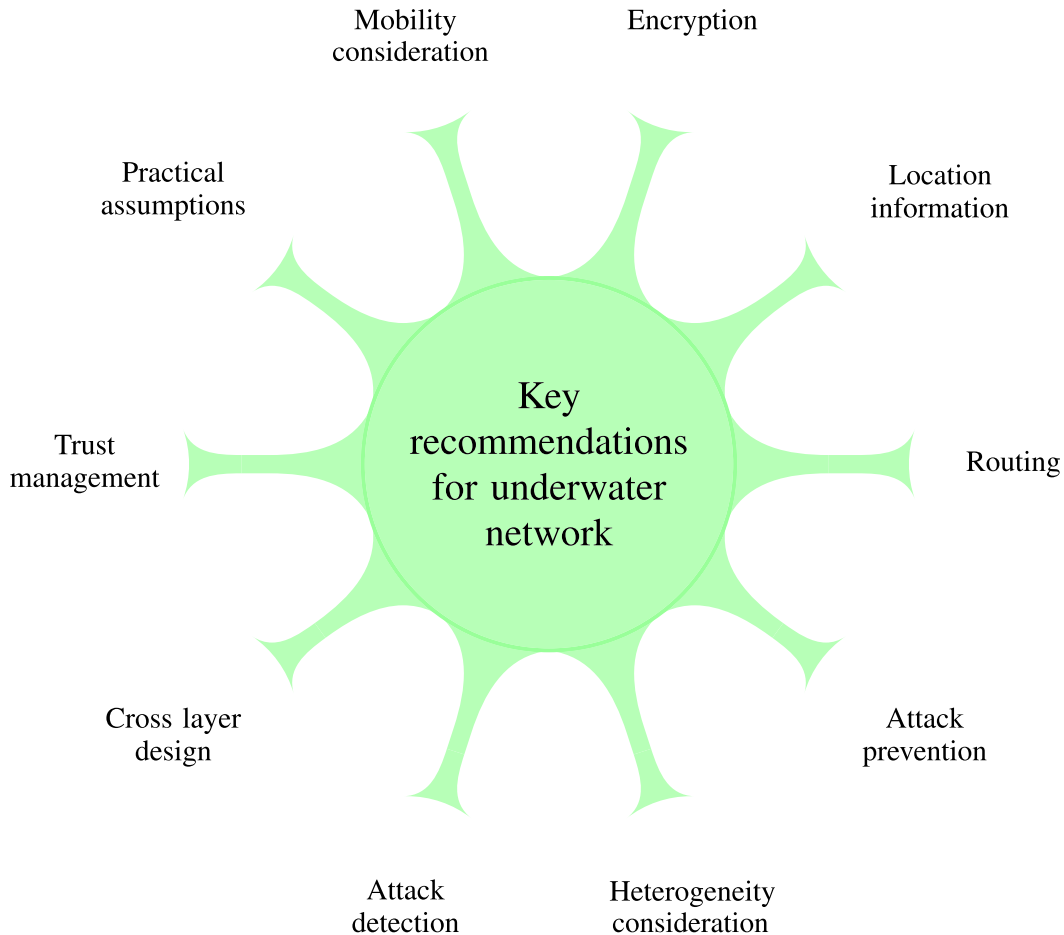 Mobility
consideration
Encryption
Practical
assumptions
Location
information
Key
recommendations
for underwater
network
Trust
management
Routing
Cross layer
design
Attack
prevention
Attack
detection
Heterogeneity
consideration